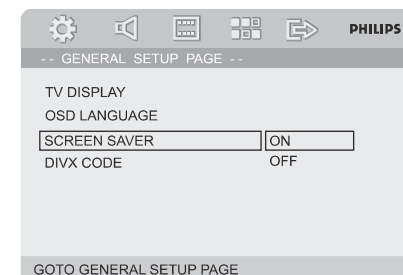 PHILIPS
-- GENERAL SETUP PAGE --
TV DISPLAY
OSD LANGUAGE
SCREEN SAVER ON
DIVX CODE OFF
GOTO GENERAL SETUP PAGE